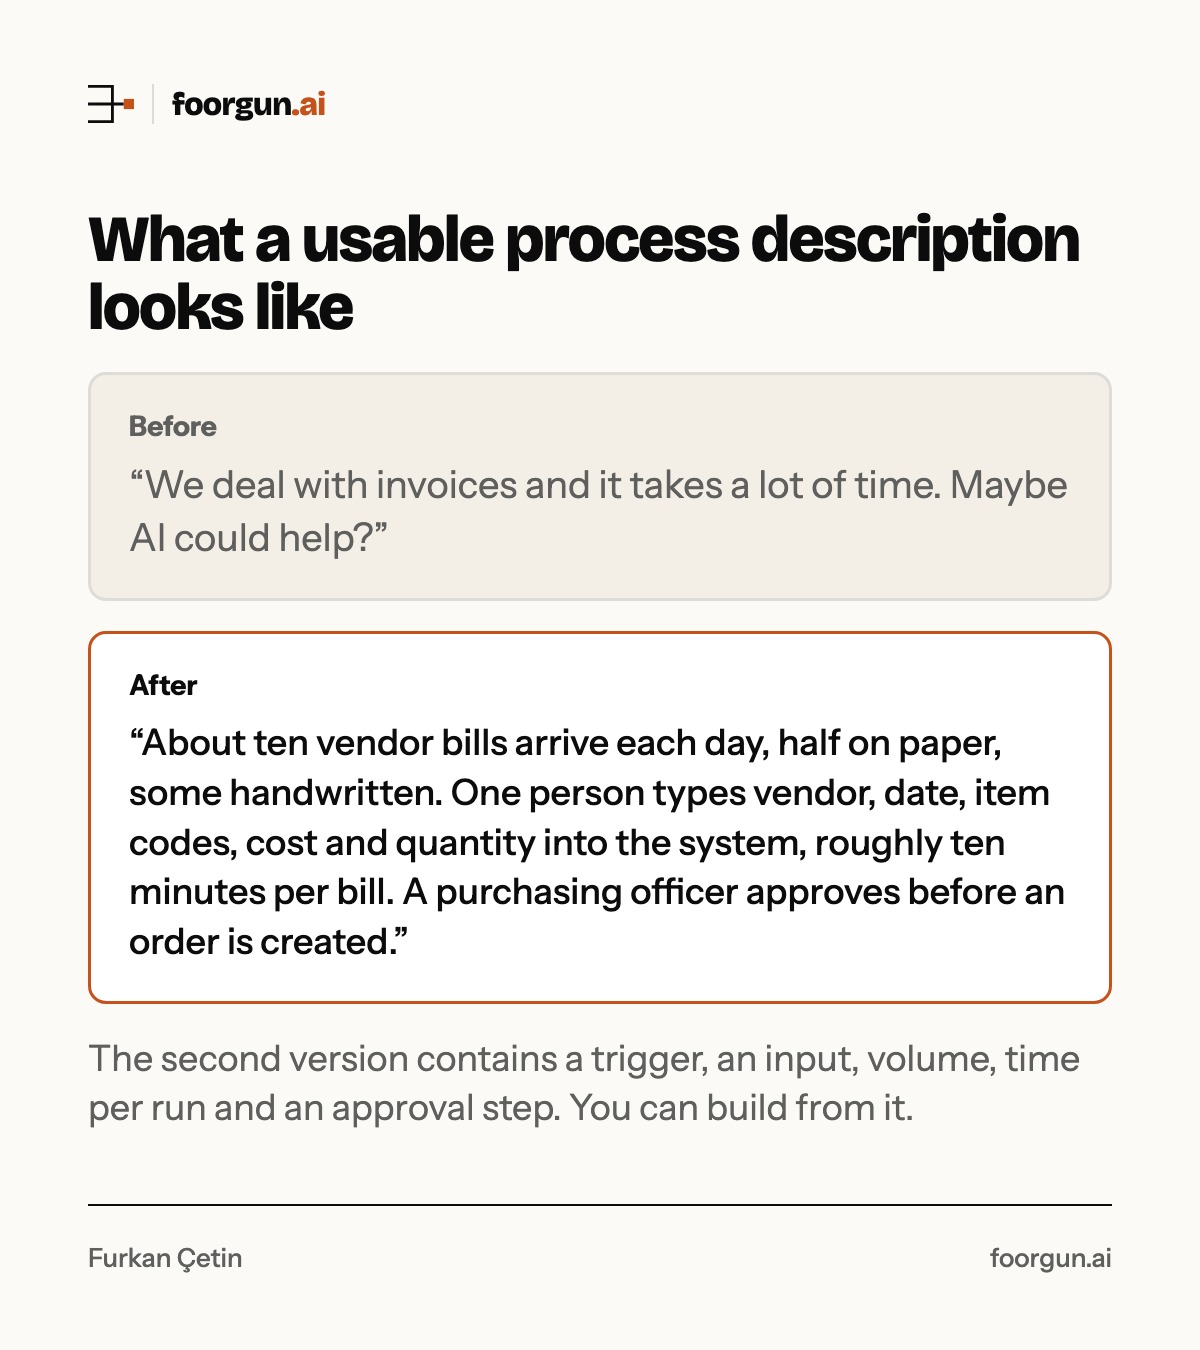 foorgun.ai
What a usable process description
looks like
Before
“We deal with invoices and it takes a lot of time. Maybe
AI could help?”
After
“About ten vendor bills arrive each day, half on paper,
some handwritten. One person types vendor, date, item
codes, cost and quantity into the system, roughly ten
minutes per bill. A purchasing officer approves before an
order is created.”
The second version contains a trigger, an input, volume, time
per run and an approval step. You can build from it.
Furkan Çetin
foorgun.ai